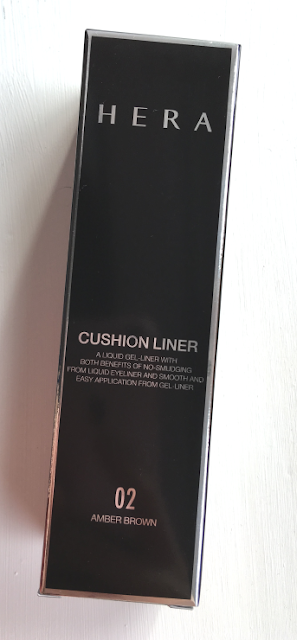 HERA
CUSHION LINER
A LIQUID GEL-LINER WITH
BOTH BENEFITS OF NO-SMUDGING
FROM LIQUID EYELINER AND SMOOTH AND
EASY APPLICATION FROM GEL LINER
02
AMBER BROWN